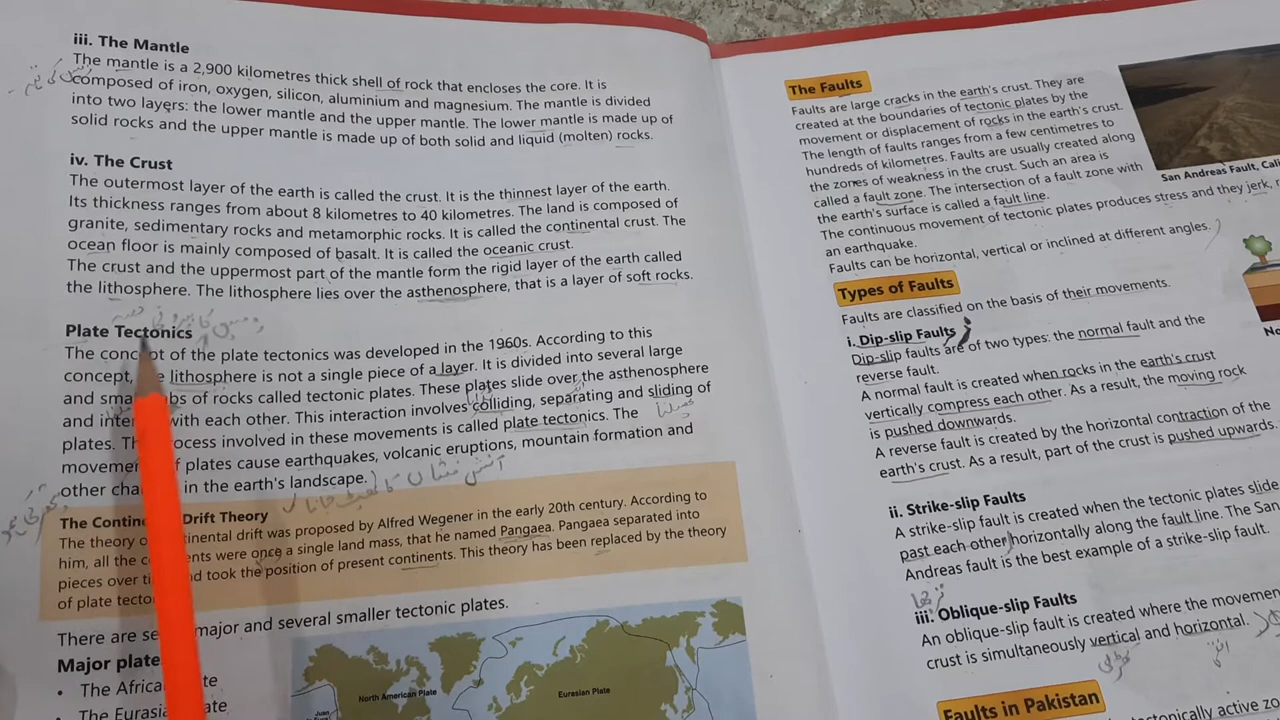 iii. The Mantle
The mantle is a 2,900 kilometres thick shell of rock that encloses the core. It is
composed of iron, oxygen, silicon, aluminium and magnesium. The mantle is divided
into two layers: the lower mantle and the upper mantle. The lower mantle is made up of
solid rocks and the upper mantle is made up of both solid and liquid (molten) rocks.
iv. The Crust
The outermost layer of the earth is called the crust. It is the thinnest layer of the earth.
Its thickness ranges from about 8 kilometres to 40 kilometres. The land is composed of
granite, sedimentary rocks and metamorphic rocks. It is called the continental crust. The
ocean floor is mainly composed of basalt. It is called the oceanic crust.
The crust and the uppermost part of the mantle form the rigid layer of the earth called
the lithosphere. The lithosphere lies over the asthenosphere, that is a layer of soft rocks.
Plate Tectonics
The concept of the plate tectonics was developed in the 1960s. According to this
concept, lithosphere is not a single piece of a layer. It is divided into several large
and of rocks called tectonic plates. These plates slide over the asthenosphere
and with each other. This interaction involves colliding, separating and sliding of
plates. involved in these movements is called plate tectonics. The
plates cause earthquakes, volcanic eruptions, mountain formation and
other in the earth's landscape.
The Drift Theory
The theory continental drift was proposed by Alfred Wegener in the early 20th century. According to
him, all the were once a single land mass, that he named Pangaea. Pangaea separated into
pieces over and took the position of present continents. This theory has been replaced by the theory
of plate
There are major and several smaller tectonic plates.
Major
• The
• The
North American Plate
Eurasian Plate
Juan
The Faults
Faults are large cracks in the earth's crust. They are
created at the boundaries of tectonic plates by the
movement or displacement of rocks in the earth's crust.
The length of faults ranges from a few centimetres to
hundreds of kilometres. Faults are usually created along
the zones of weakness in the crust. Such an area is
called a fault zone. The intersection of a fault zone with
the earth's surface is called a fault line.
The continuous movement of tectonic plates produces stress and they jerk,
an earthquake.
Faults can be horizontal, vertical or inclined at different angles.
San Andreas Fault,
Types of Faults
Faults are classified on the basis of their movements.
i. Dip-slip Faults
Dip-slip faults are of two types: the normal fault and the
reverse fault.
A normal fault is created when rocks in the earth's crust
vertically compress each other. As a result, the moving rock
is pushed downwards.
A reverse fault is created by the horizontal contraction of the
earth's crust. As a result, part of the crust is pushed upwards.
ii. Strike-slip Faults
A strike-slip fault is created when the tectonic plates slide
past each other horizontally along the fault line. The San
Andreas fault is the best example of a strike-slip fault.
iii. Oblique-slip Faults
An oblique-slip fault is created where the
crust is simultaneously vertical and horizontal.
Faults in Pakistan
active